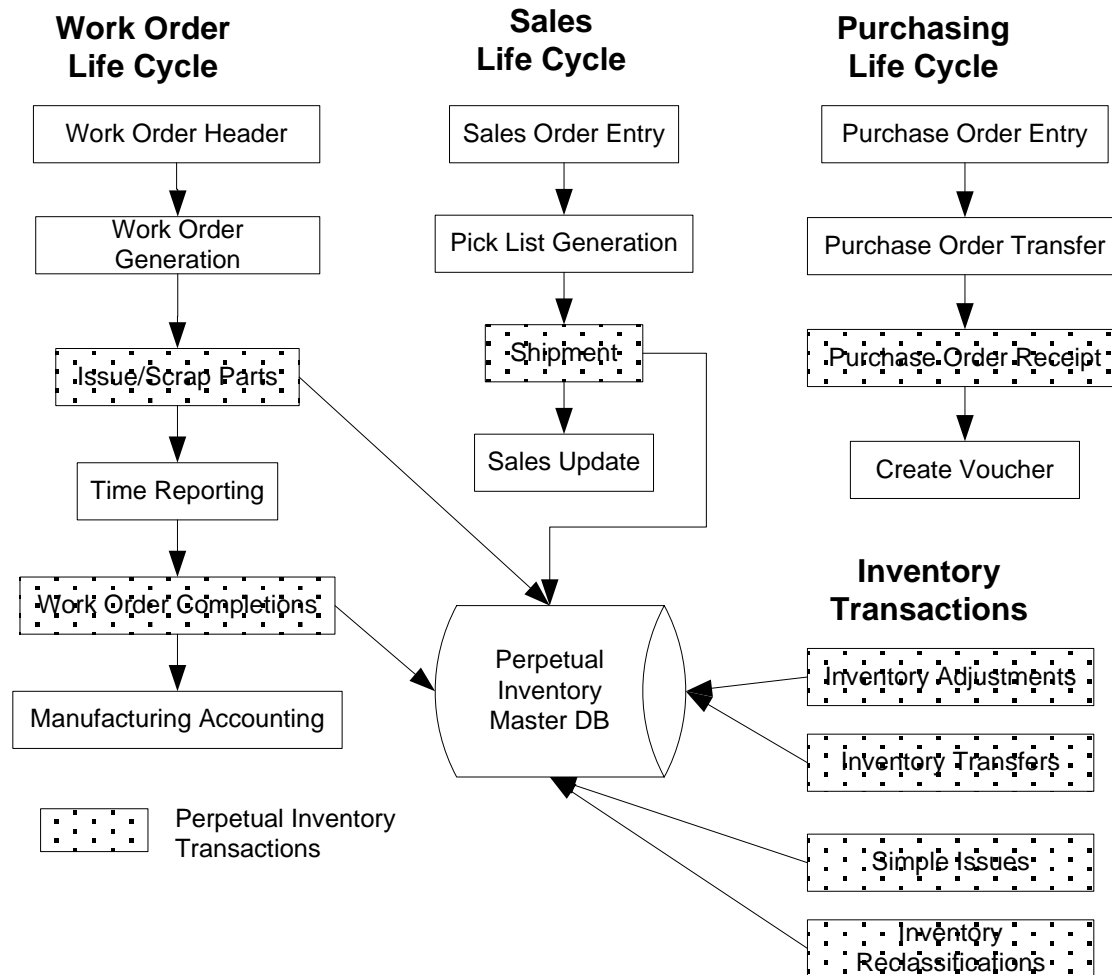 Work Order
Life Cycle
Work Order Header
Work Order
Generation
Issue/Scrap Parts
Time Reporting
Work Order Completions
Manufacturing Accounting
Perpetual Inventory
Transactions
Sales
Life Cycle
Sales Order Entry
Pick List Generation
Shipment
Sales Update
Perpetual
Inventory
Master DB
Purchasing
Life Cycle
Purchase Order Entry
Purchase Order Transfer
Purchase Order Receipt
Create Voucher
Inventory
Transactions
Inventory Adjustments
Inventory Transfers
Simple Issues
Inventory
Reclassifications